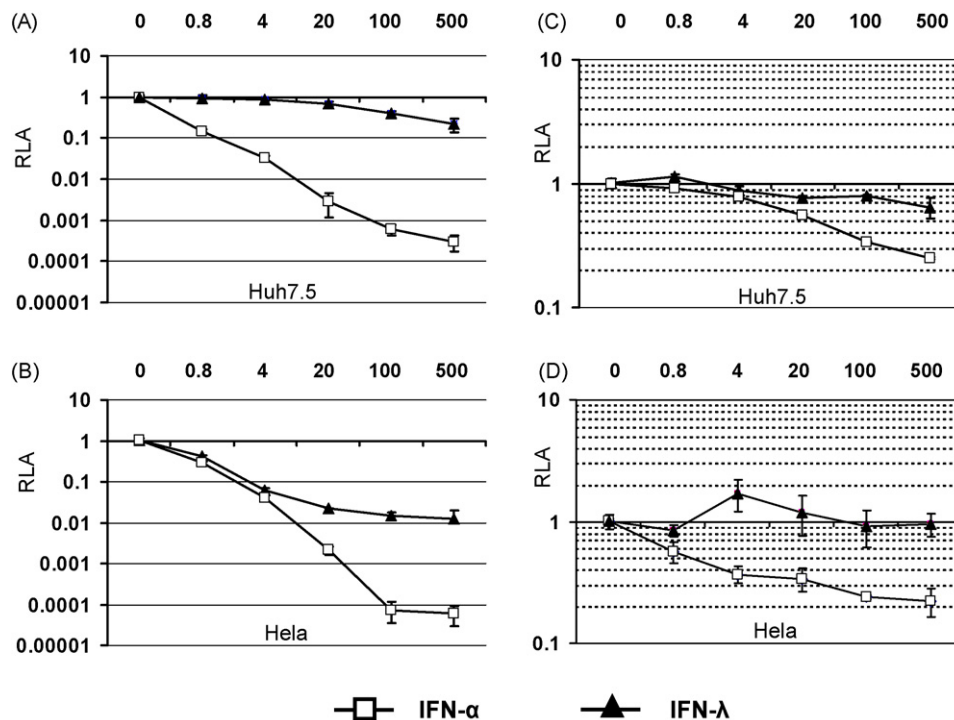 (A) 0 0.8 4 20 100 500
10
1
0.1
0.01
0.001
0.0001
0.00001
RLA
Huh7.5
(C) 0 0.8 4 20 100 500
10
1
0.1
RLA
Huh7.5
(B) 0 0.8 4 20 100 500
10
1
0.1
0.01
0.001
0.0001
0.00001
RLA
Hela
(D) 0 0.8 4 20 100 500
10
1
0.1
RLA
Hela
IFN-α IFN-λ